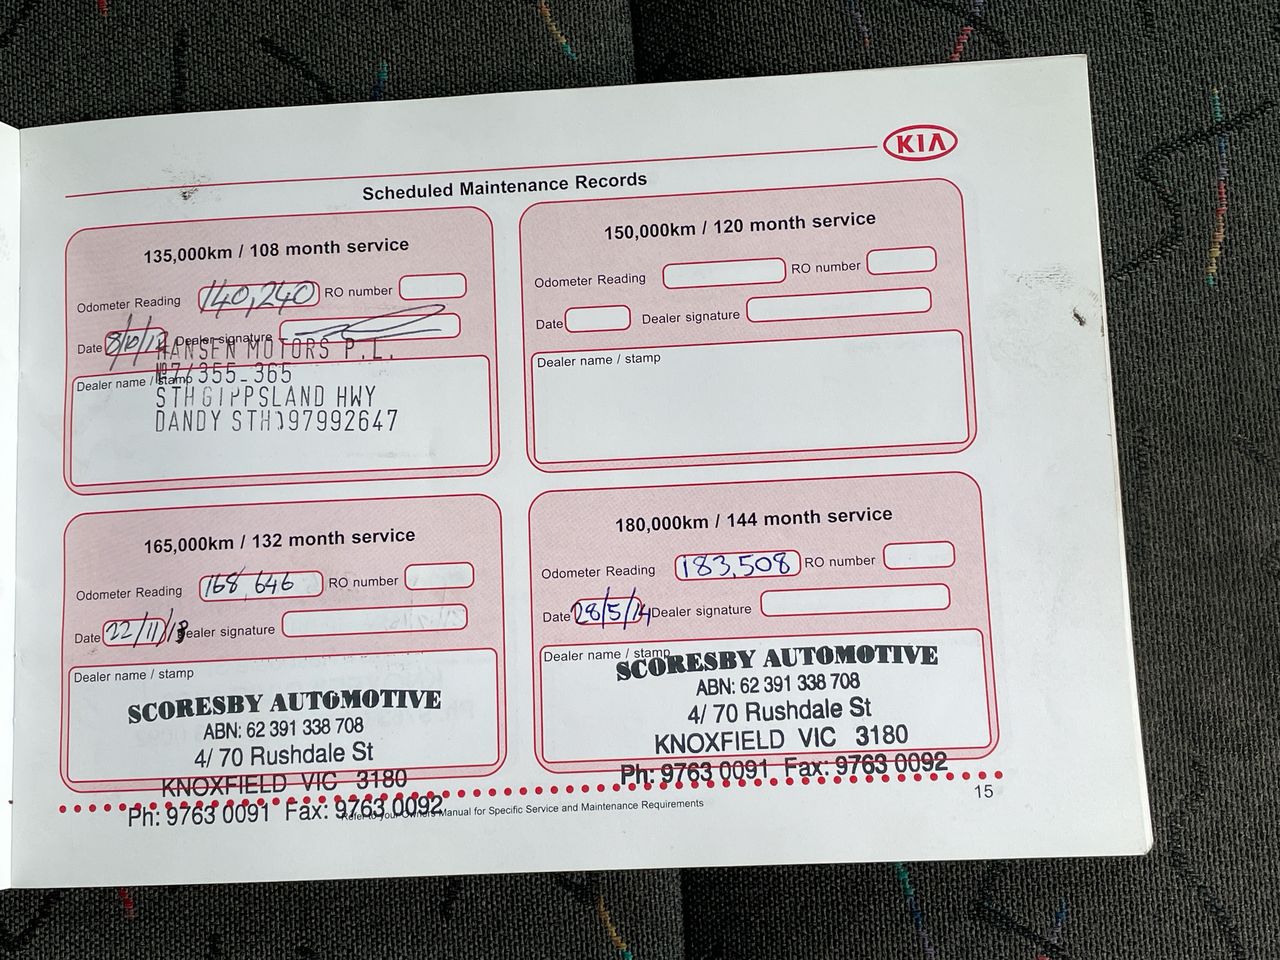 KIA
Scheduled Maintenance Records
135,000km / 108 month service
Odometer Reading 140,240 RO number
Date 8/10/12 Dealer signature
Dealer name / stamp
HANSEN MOTORS P.L.
Nº7/355-365
STH GIPPSLAND HWY
DANDY STH 97992647
150,000km / 120 month service
Odometer Reading RO number
Date Dealer signature
Dealer name / stamp
165,000km / 132 month service
Odometer Reading 168,646 RO number
Date 22/11/13 Dealer signature
Dealer name / stamp
SCORESBY AUTOMOTIVE
ABN: 62 391 338 708
4/ 70 Rushdale St
KNOXFIELD VIC 3180
Ph: 9763 0091 Fax: 9763 0092
180,000km / 144 month service
Odometer Reading 183,508 RO number
Date 28/5/14 Dealer signature
Dealer name / stamp
SCORESBY AUTOMOTIVE
ABN: 62 391 338 708
4/ 70 Rushdale St
KNOXFIELD VIC 3180
Ph: 9763 0091 Fax: 9763 0092
Refer to your Owners Manual for Specific Service and Maintenance Requirements
15